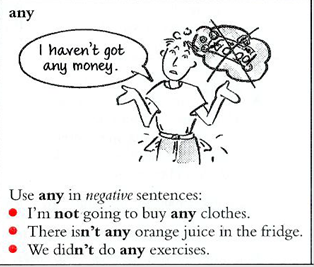 any
I haven't got
any money.
Use any in negative sentences:
I'm not going to buy any clothes.
There isn't any orange juice in the fridge.
We didn't do any exercises.